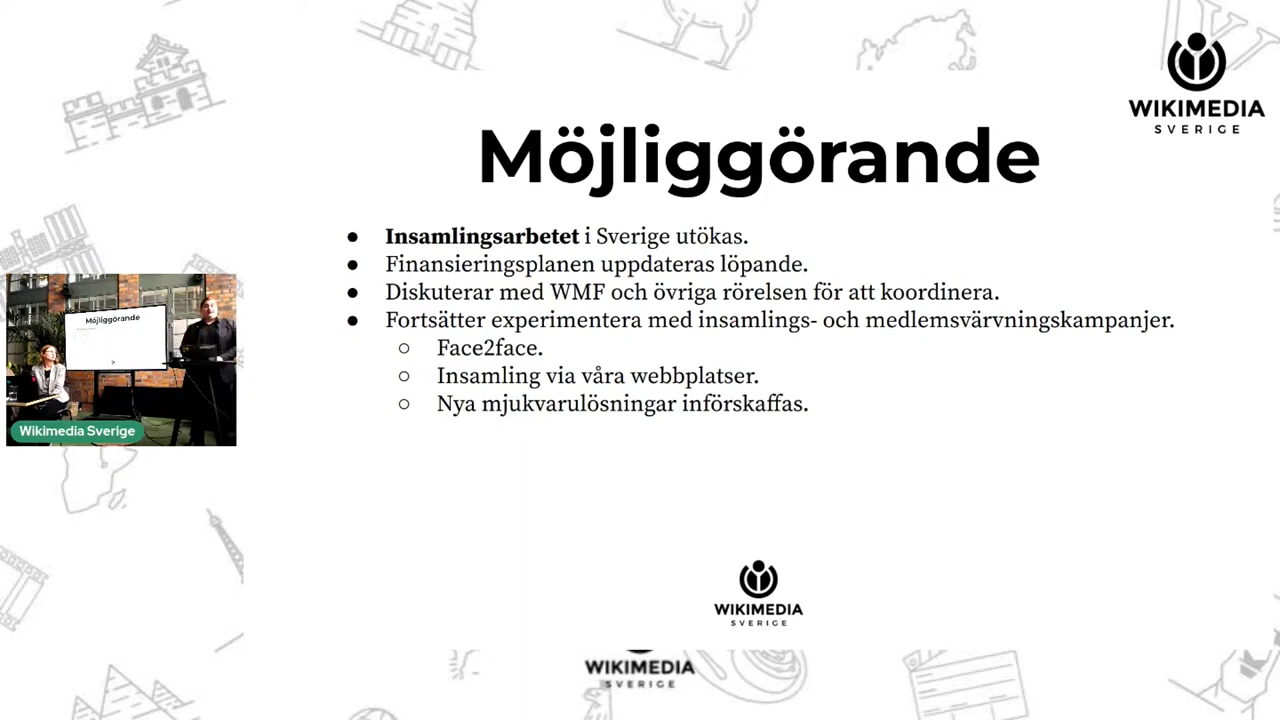 WIKIMEDIA
SVERIGE
Möjliggörande
● Insamlingsarbetet i Sverige utökas.
● Finansieringsplanen uppdateras löpande.
● Diskuterar med WMF och övriga rörelsen för att koordinera.
● Fortsätter experimentera med insamlings- och medlemsvärvningskampanjer.
○ Face2face.
○ Insamling via våra webbplatser.
○ Nya mjukvarulösningar införskaffas.
Möjliggörande
Wikimedia Sverige
WIKIMEDIA
SVERIGE
WIKIMEDIA
SVERIGE